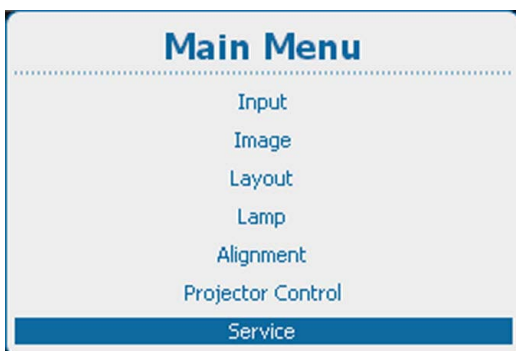 Main Menu
Input
Image
Layout
Lamp
Alignment
Projector Control
Service